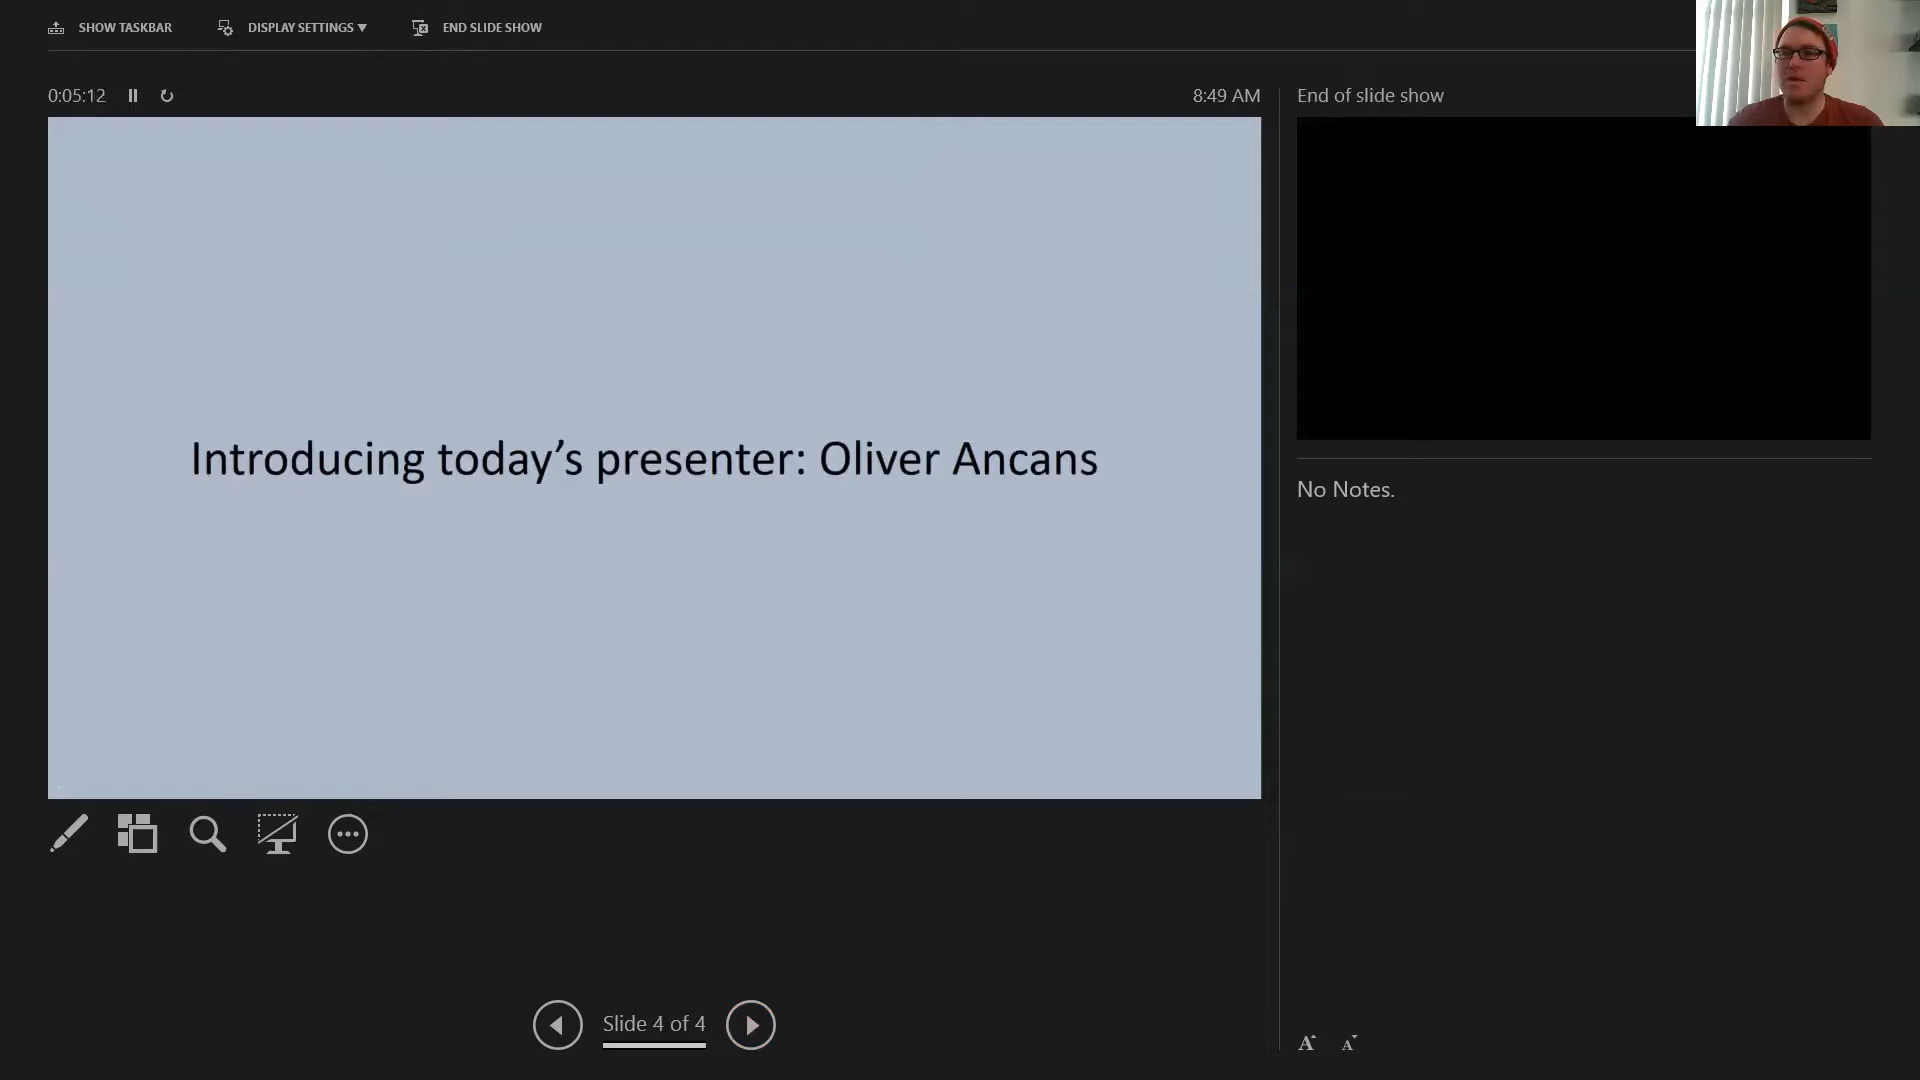 SHOW TASKBAR
DISPLAY SETTINGS ▼
END SLIDE SHOW
0:05:12
8:49 AM
End of slide show
Introducing today’s presenter: Oliver Ancans
No Notes.
Slide 4 of 4
A A